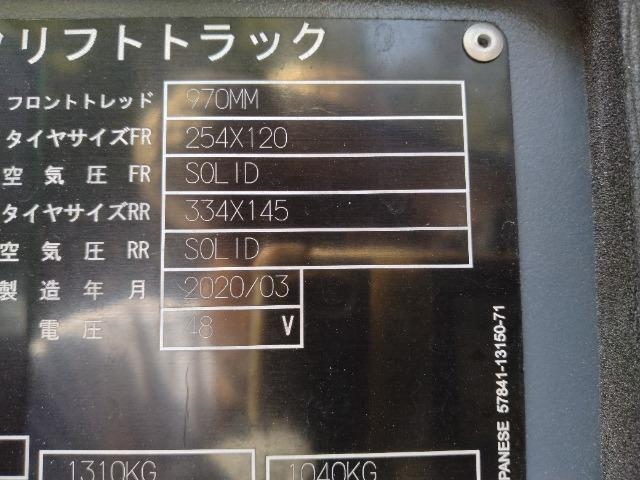 リフトトラック
フロントトレッド 970MM
タイヤサイズFR 254X120
空気圧 FR SOLID
タイヤサイズRR 334X145
空気圧 RR SOLID
製造年月 2020/03
電圧 48 V
1310KG 1040KG
PANESE 57841-13150-71